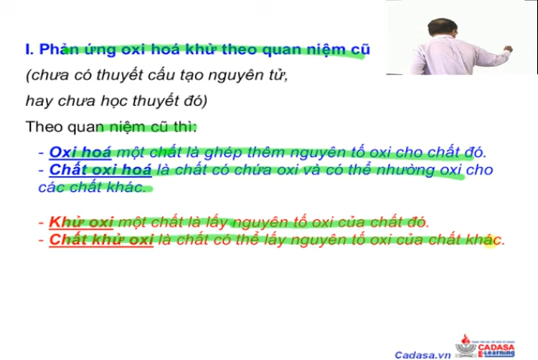 I. Phản ứng oxi hoá khử theo quan niệm cũ
(chưa có thuyết cấu tạo nguyên tử,
hay chưa học thuyết đó)
Theo quan niệm cũ thì:
- Oxi hoá một chất là ghép thêm nguyên tố oxi cho chất đó.
- Chất oxi hoá là chất có chứa oxi và có thể nhường oxi cho
các chất khác.
- Khử oxi một chất là lấy nguyên tố oxi của chất đó.
- Chất khử oxi là chất có thể lấy nguyên tố oxi của chất khác.
Cadasa.vn
CADASA
E-Learning